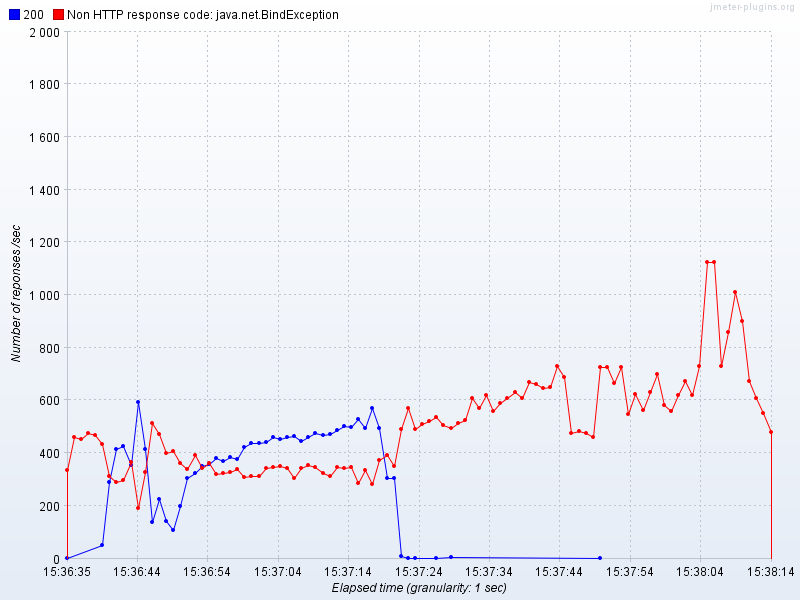 200 Non HTTP response code: java.net.BindException
jmeter-plugins.org
2 000
1 800
1 600
1 400
1 200
1 000
800
600
400
200
0
Number of reponses /sec
15:36:35 15:36:44 15:36:54 15:37:04 15:37:14 15:37:24 15:37:34 15:37:44 15:37:54 15:38:04 15:38:14
Elapsed time (granularity: 1 sec)